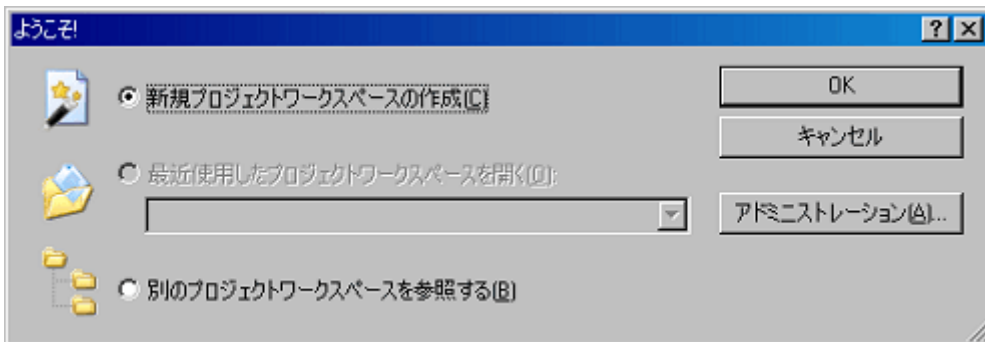 ようこそ!
新規プロジェクトワークスペースの作成(C)
OK
キャンセル
最近使用したプロジェクトワークスペースを開く(O):
アドミニストレーション(A)...
別のプロジェクトワークスペースを参照する(B)